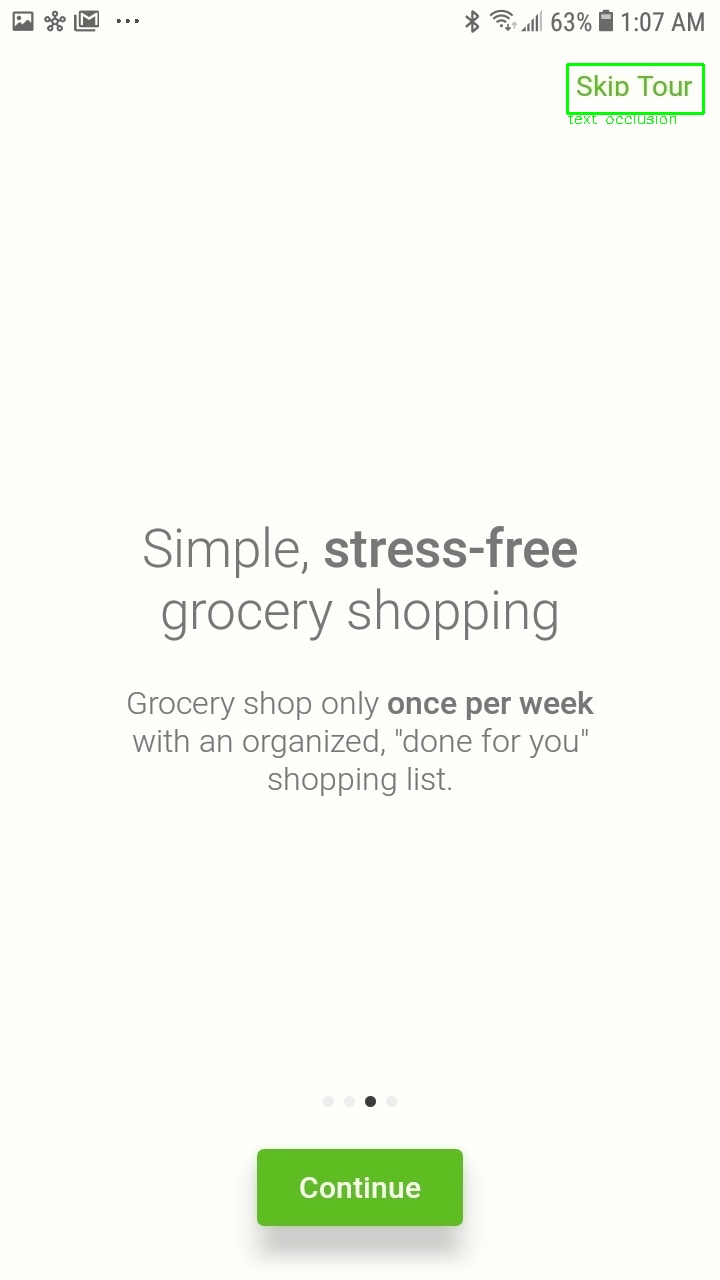 63% 1:07 AM
Skip Tour
text occlusion
Simple, stress-free
grocery shopping
Grocery shop only once per week
with an organized, "done for you"
shopping list.
Continue